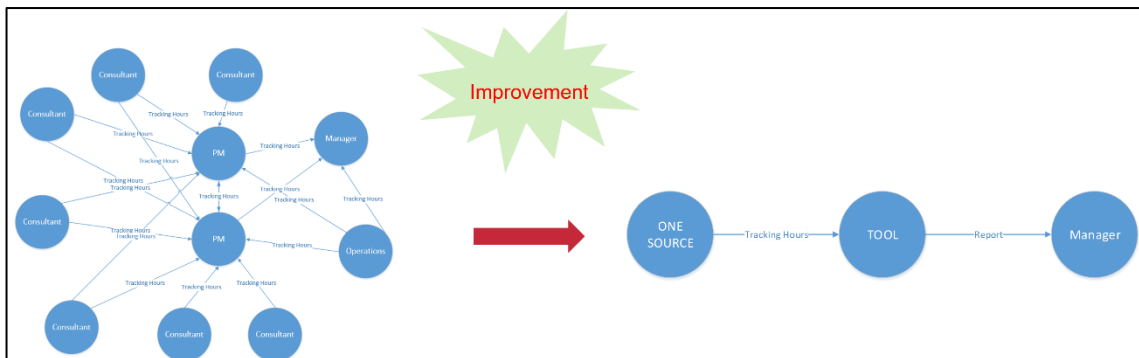 Consultant
Consultant
Consultant
Tracking Hours
Tracking Hours
Tracking Hours
Tracking Hours
Manager
PM
Tracking Hours
Tracking Hours
Tracking Hours
Tracking Hours
Tracking Hours
Tracking Hours
Tracking Hours
Consultant
Tracking Hours
Tracking Hours
PM
Tracking Hours
Operations
Tracking Hours
Tracking Hours
Tracking Hours
Consultant
Consultant
Consultant
Improvement
ONE
SOURCE
Tracking Hours
TOOL
Report
Manager